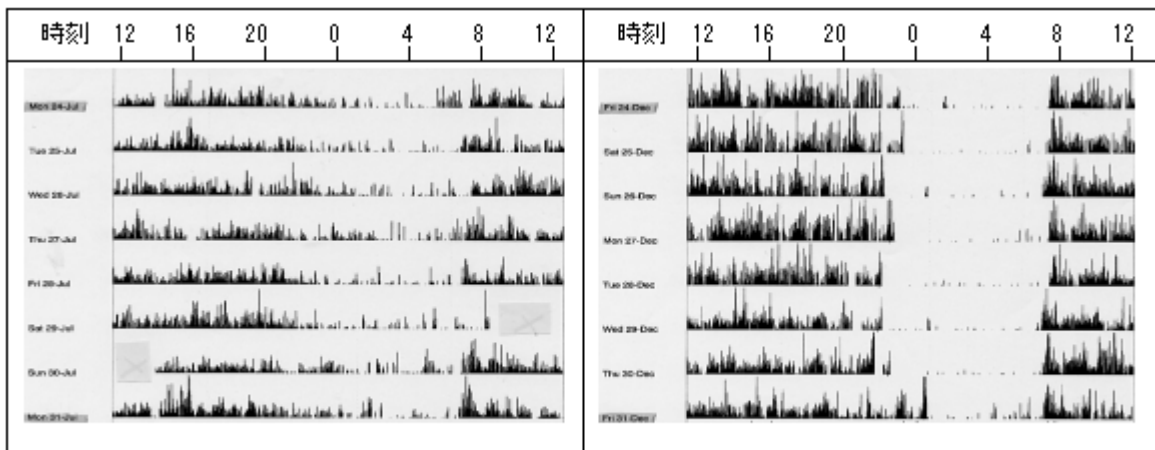 時刻 12 16 20 0 4 8 12
Mon 24-Jul
Tue 25-Jul
Wed 26-Jul
Thu 27-Jul
Fri 28-Jul
Sat 29-Jul
Sun 30-Jul
Mon 31-Jul
時刻 12 16 20 0 4 8 12
Fri 24-Dec
Sat 25-Dec
Sun 26-Dec
Mon 27-Dec
Tue 28-Dec
Wed 29-Dec
Thu 30-Dec
Fri 31-Dec